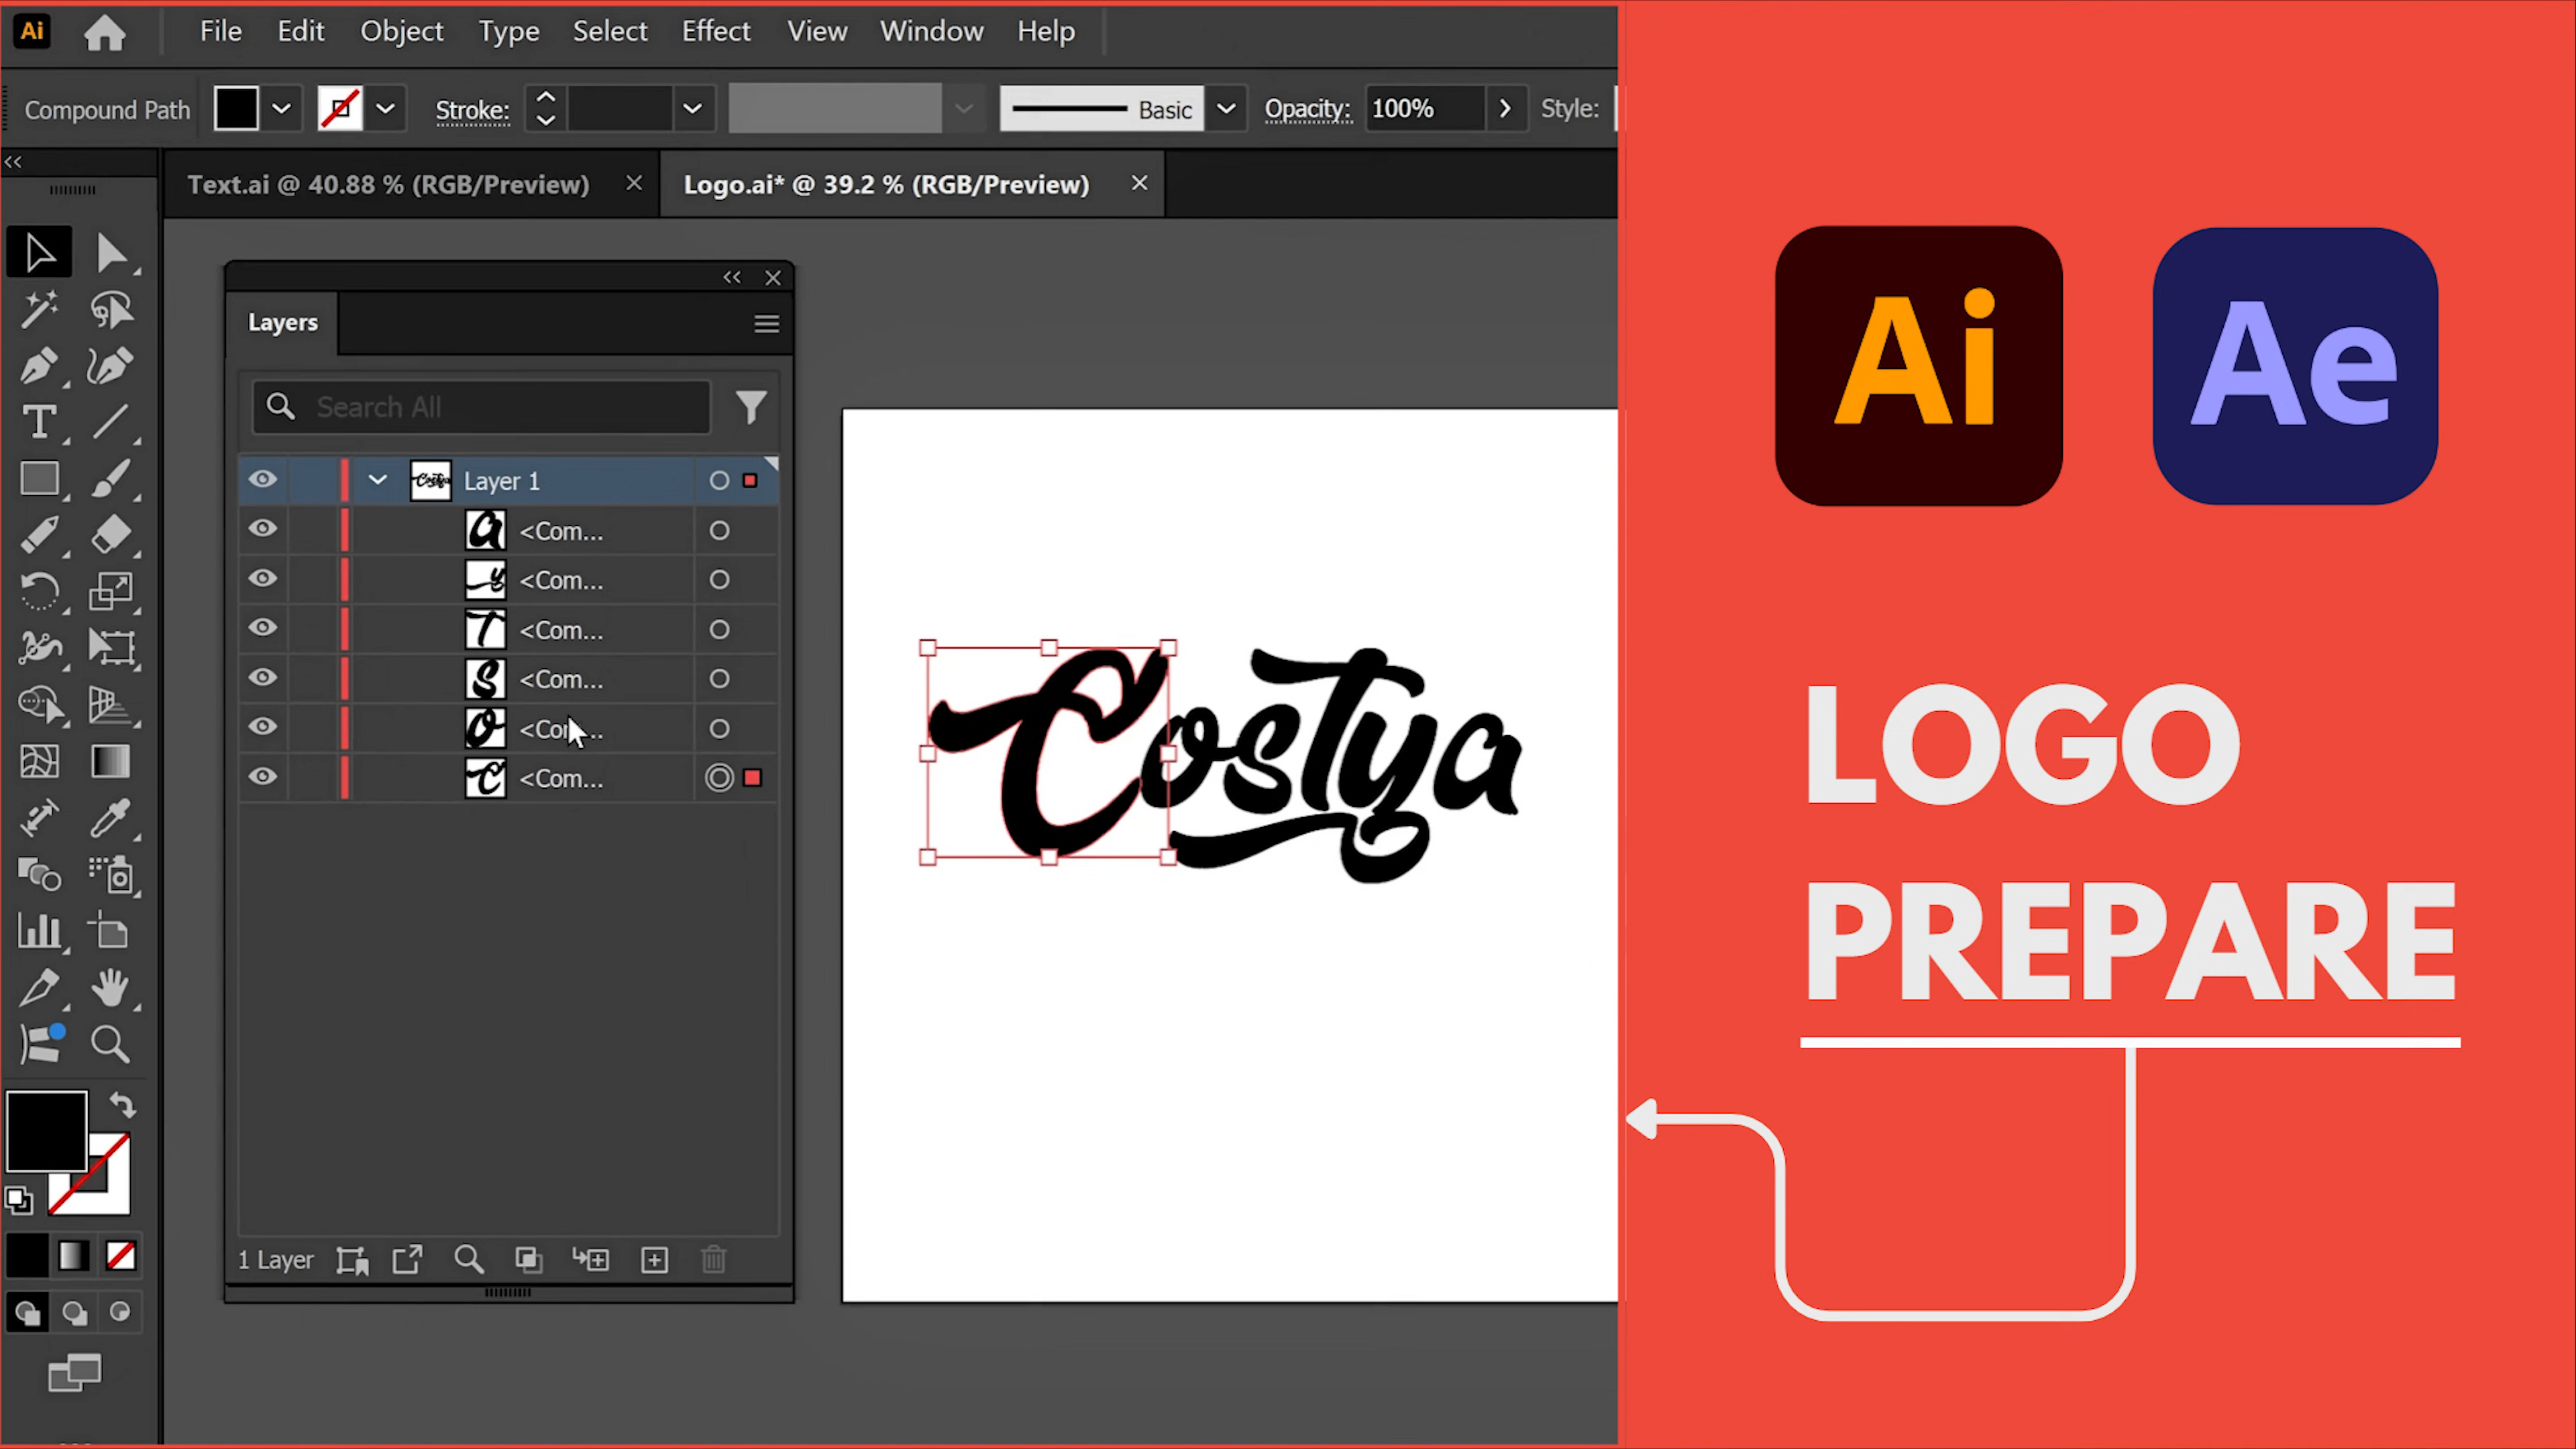 Ai
File Edit Object Type Select Effect View Window Help
Compound Path Stroke: Basic Opacity: 100% Style:
Text.ai @ 40.88 % (RGB/Preview) Logo.ai* @ 39.2 % (RGB/Preview)
Layers
Search All
Costya Layer 1
a <Com...
y <Com...
T <Com...
S <Com...
O <Com...
C <Com...
1 Layer
Costya
Ai Ae
LOGO
PREPARE